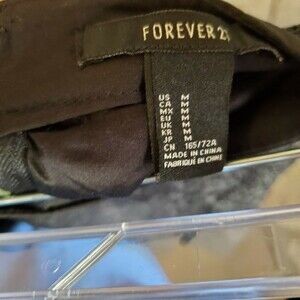 FOREVER 21
US M
CA M
MX M
EU M
UK M
KR M
JP M
CN 165/72A
MADE IN CHINA
FABRIQUÉ EN CHINE